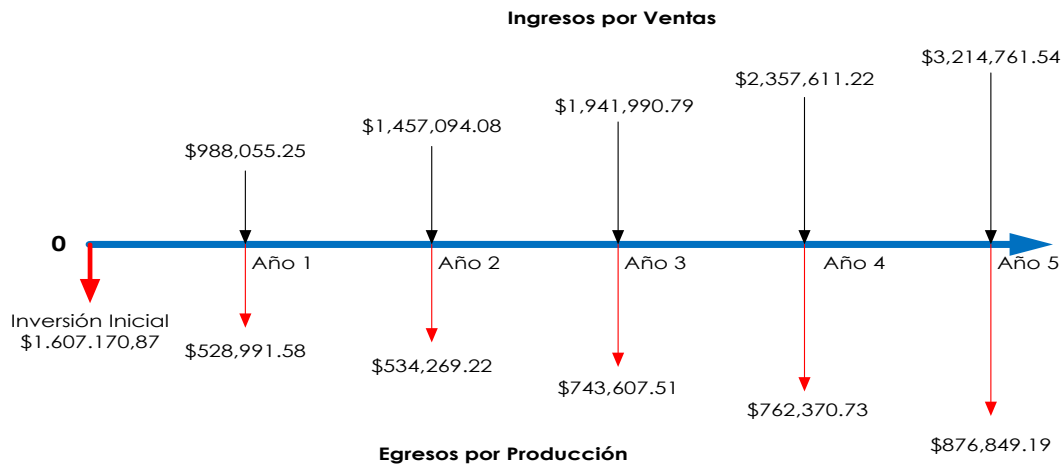 Ingresos por Ventas
$3,214,761.54
$2,357,611.22
$1,941,990.79
$1,457,094.08
$988,055.25
0
Año 1
Año 2
Año 3
Año 4
Año 5
Inversión Inicial
$1.607.170,87
$528,991.58
$534,269.22
$743,607.51
$762,370.73
$876,849.19
Egresos por Producción